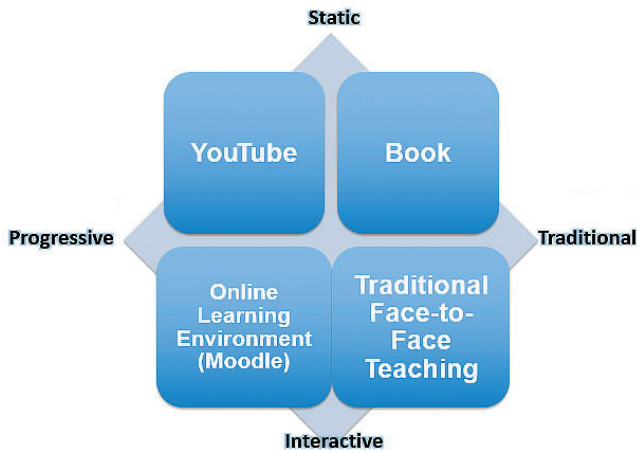 Static
YouTube
Book
Progressive
Traditional
Online
Learning
Environment
(Moodle)
Traditional
Face-to-
Face
Teaching
Interactive